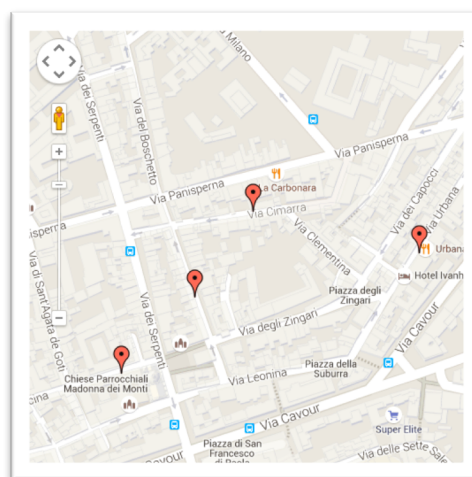 Via Milano
Via dei Serpenti
Via del Boschetto
Via Panisperna
La Carbonara
Via Panisperna
Via dei Capocci
Via Cimarra
isperna
Via Urbana
Via Clementina
Urbana
Hotel Ivanh
Via di Sant'Agata de Goti
Piazza degli
Zingari
Via dei Serpenti
Via degli Zingari
Via Cavour
Piazza della
Suburra
Chiese Parrocchiali
Madonna dei Monti
Via Leonina
cina
Via Cavour
Super Elite
Piazza di San
Francesco
di Paola
Via delle Sette Sale
avour